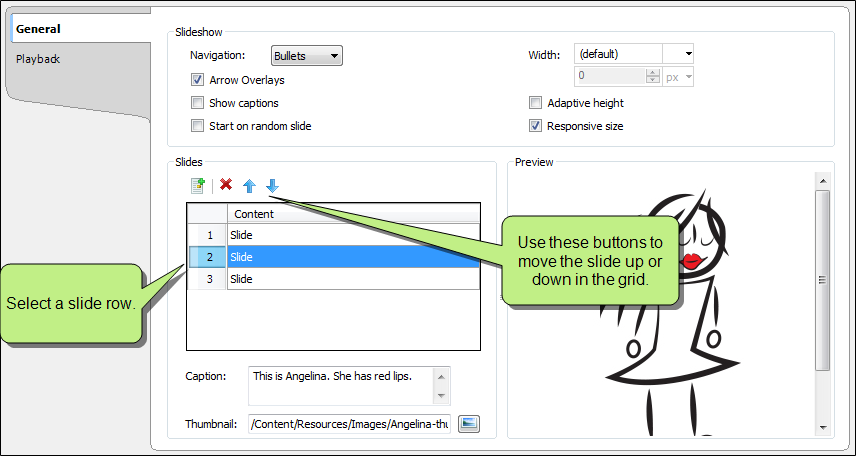 General
Playback
Slideshow
Navigation:
Bullets
Width:
(default)
0
px
Arrow Overlays
Show captions
Adaptive height
Start on random slide
Responsive size
Slides
Preview
Content
1 Slide
2 Slide
3 Slide
Select a slide row.
Use these buttons to
move the slide up or
down in the grid.
Caption:
This is Angelina. She has red lips.
Thumbnail:
/Content/Resources/Images/Angelina-thu